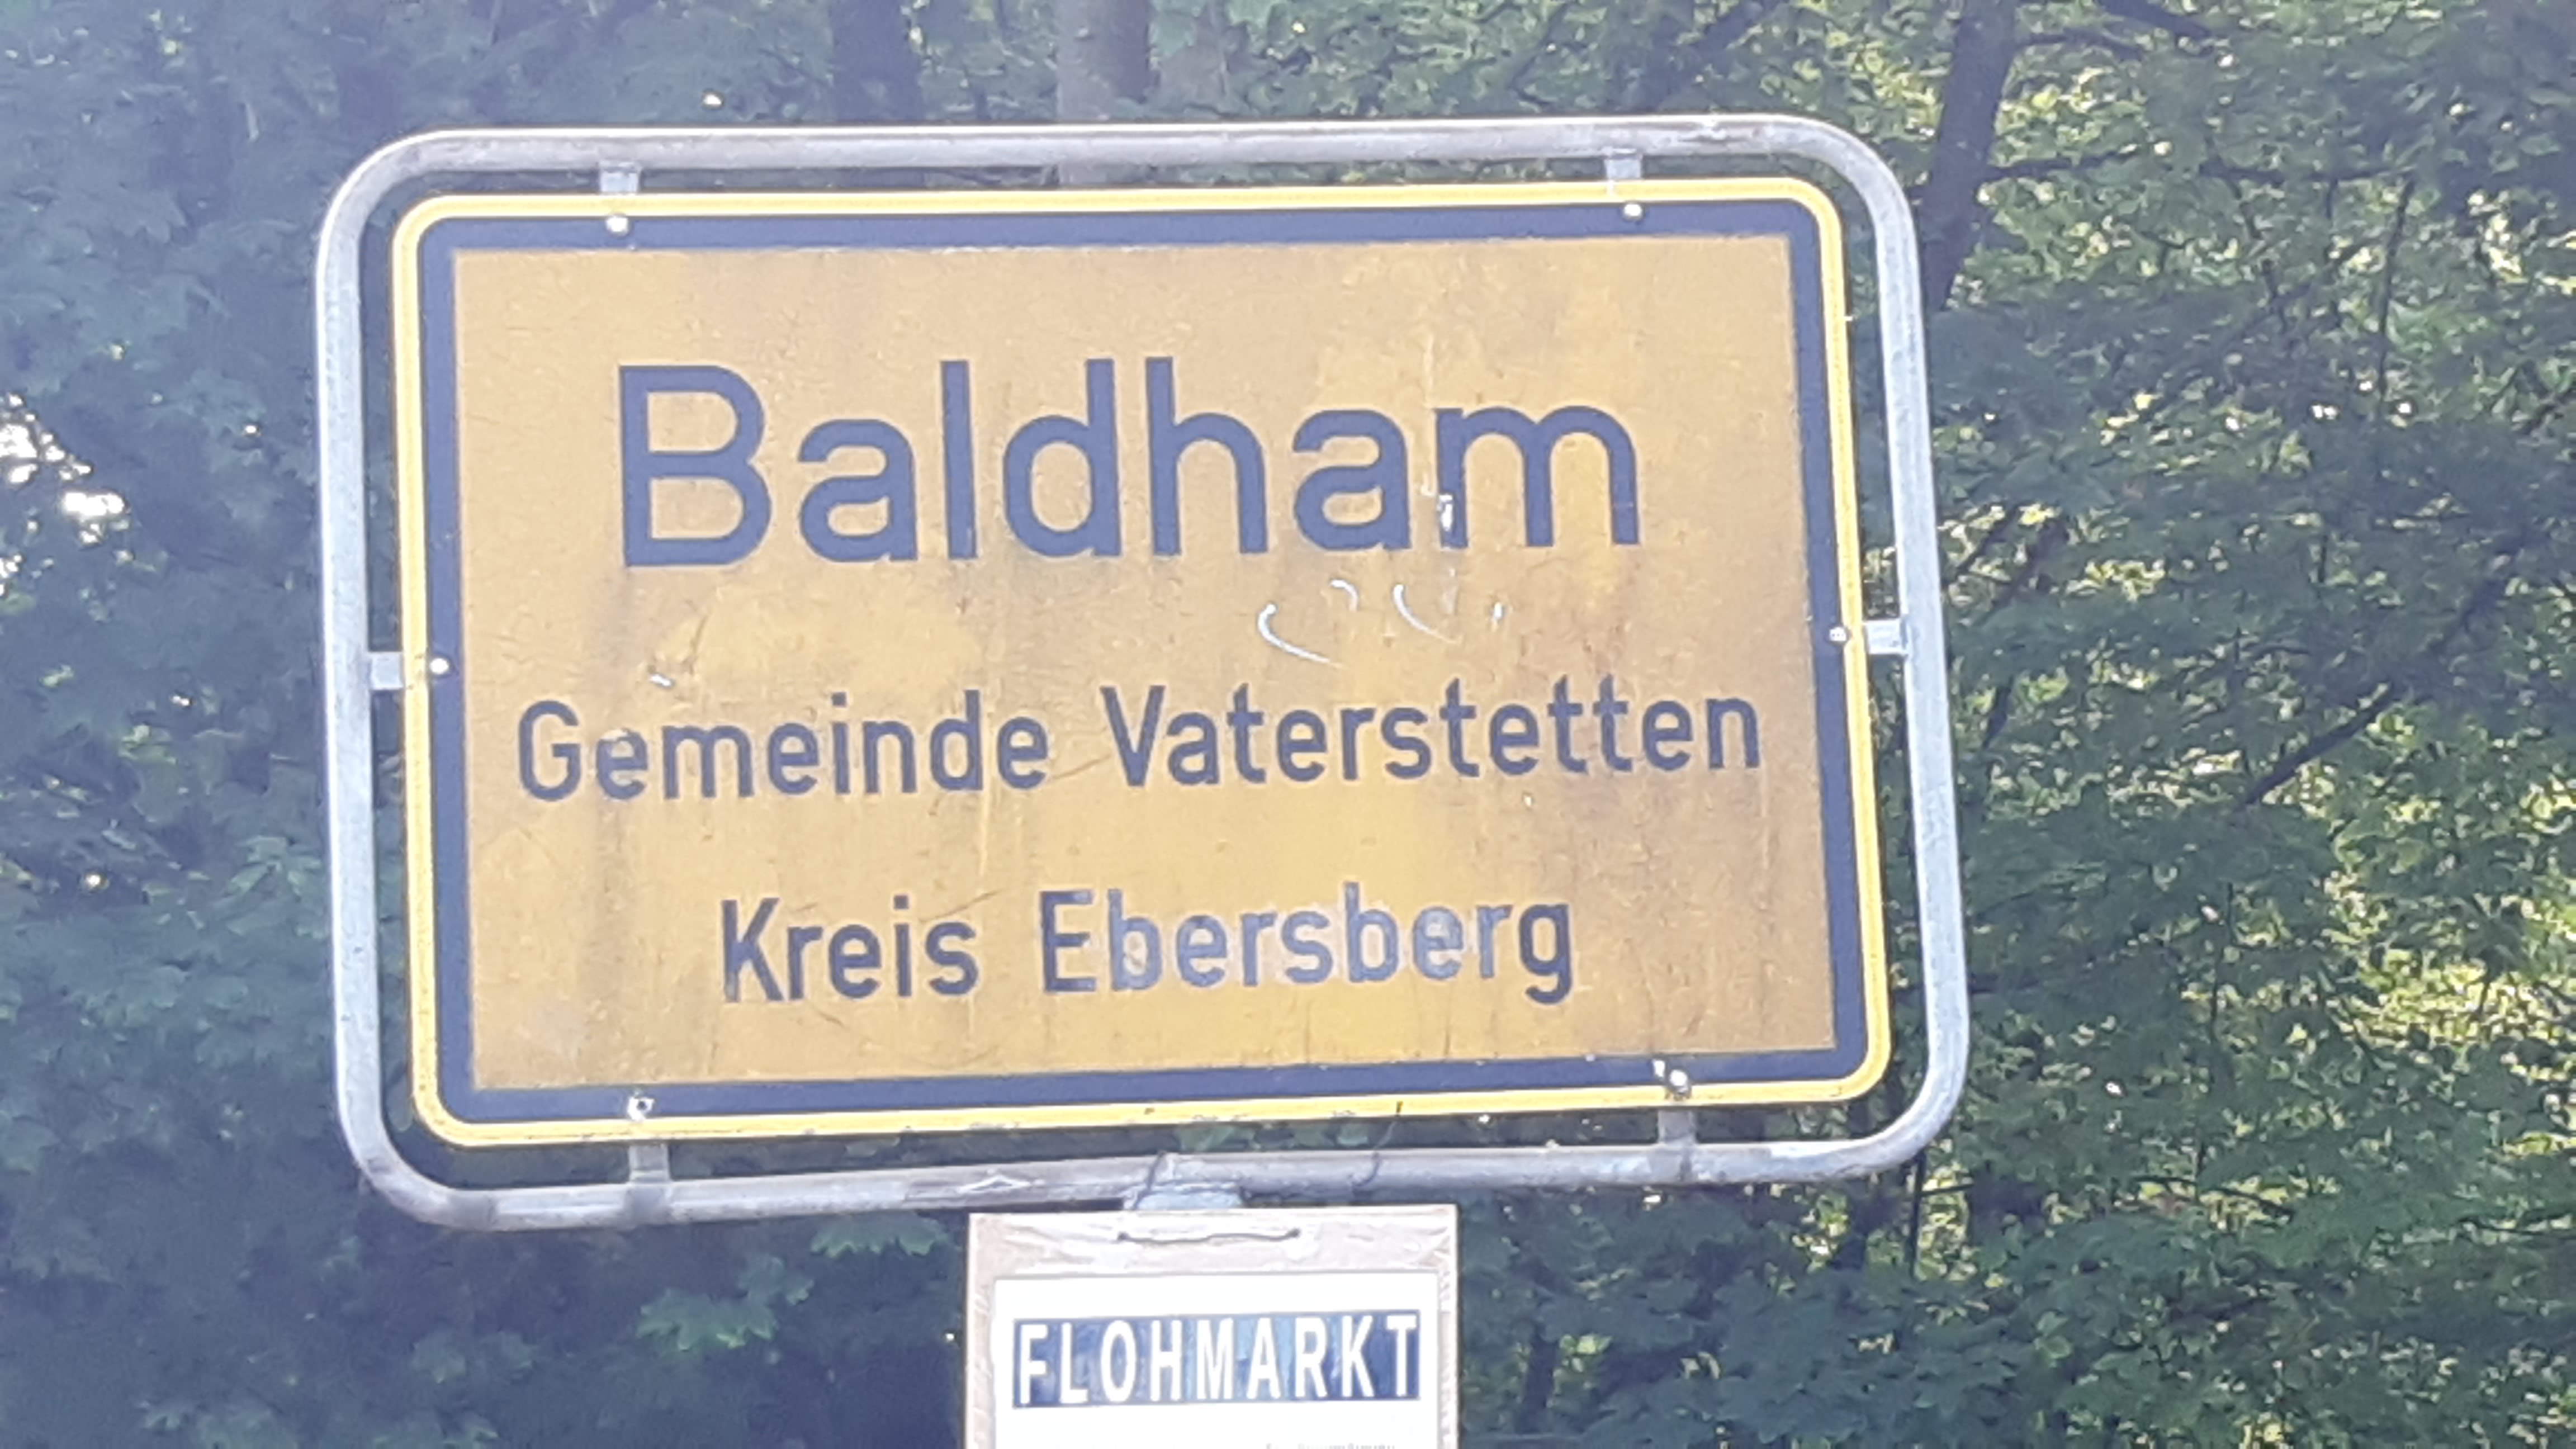 Baldham
Gemeinde Vaterstetten
Kreis Ebersberg
FLOHMARKT